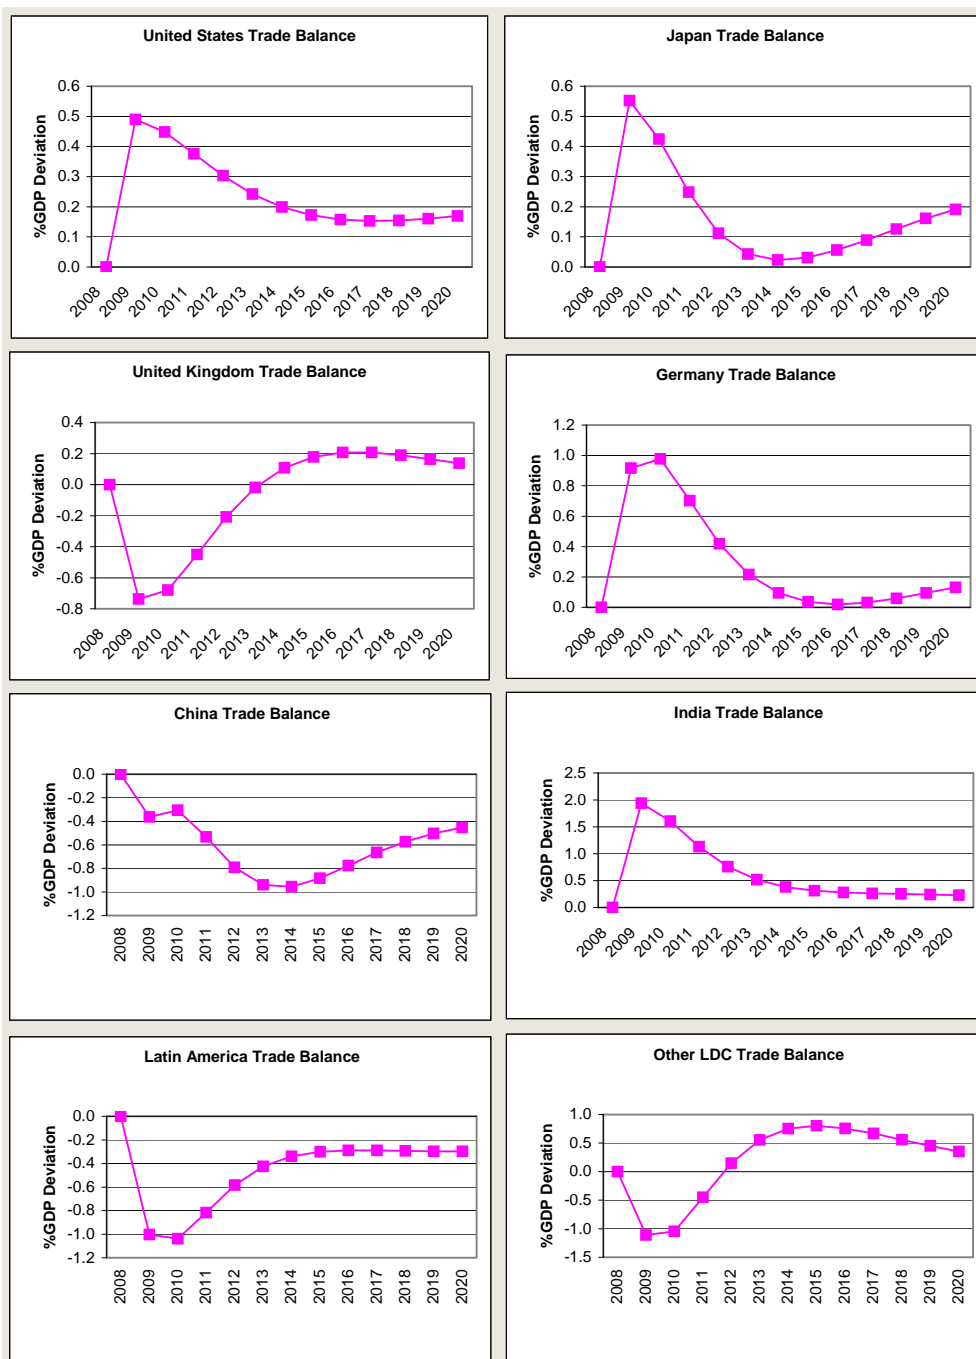 United States Trade Balance
%GDP Deviation
0.6
0.5
0.4
0.3
0.2
0.1
0.0
2008 2009 2010 2011 2012 2013 2014 2015 2016 2017 2018 2019 2020
Japan Trade Balance
%GDP Deviation
0.6
0.5
0.4
0.3
0.2
0.1
0.0
2008 2009 2010 2011 2012 2013 2014 2015 2016 2017 2018 2019 2020
United Kingdom Trade Balance
%GDP Deviation
0.4
0.2
0.0
-0.2
-0.4
-0.6
-0.8
2008 2009 2010 2011 2012 2013 2014 2015 2016 2017 2018 2019 2020
Germany Trade Balance
%GDP Deviation
1.2
1.0
0.8
0.6
0.4
0.2
0.0
2008 2009 2010 2011 2012 2013 2014 2015 2016 2017 2018 2019 2020
China Trade Balance
%GDP Deviation
0.0
-0.2
-0.4
-0.6
-0.8
-1.0
-1.2
2008 2009 2010 2011 2012 2013 2014 2015 2016 2017 2018 2019 2020
India Trade Balance
%GDP Deviation
2.5
2.0
1.5
1.0
0.5
0.0
2008 2009 2010 2011 2012 2013 2014 2015 2016 2017 2018 2019 2020
Latin America Trade Balance
%GDP Deviation
0.0
-0.2
-0.4
-0.6
-0.8
-1.0
-1.2
2008 2009 2010 2011 2012 2013 2014 2015 2016 2017 2018 2019 2020
Other LDC Trade Balance
%GDP Deviation
1.0
0.5
0.0
-0.5
-1.0
-1.5
2008 2009 2010 2011 2012 2013 2014 2015 2016 2017 2018 2019 2020